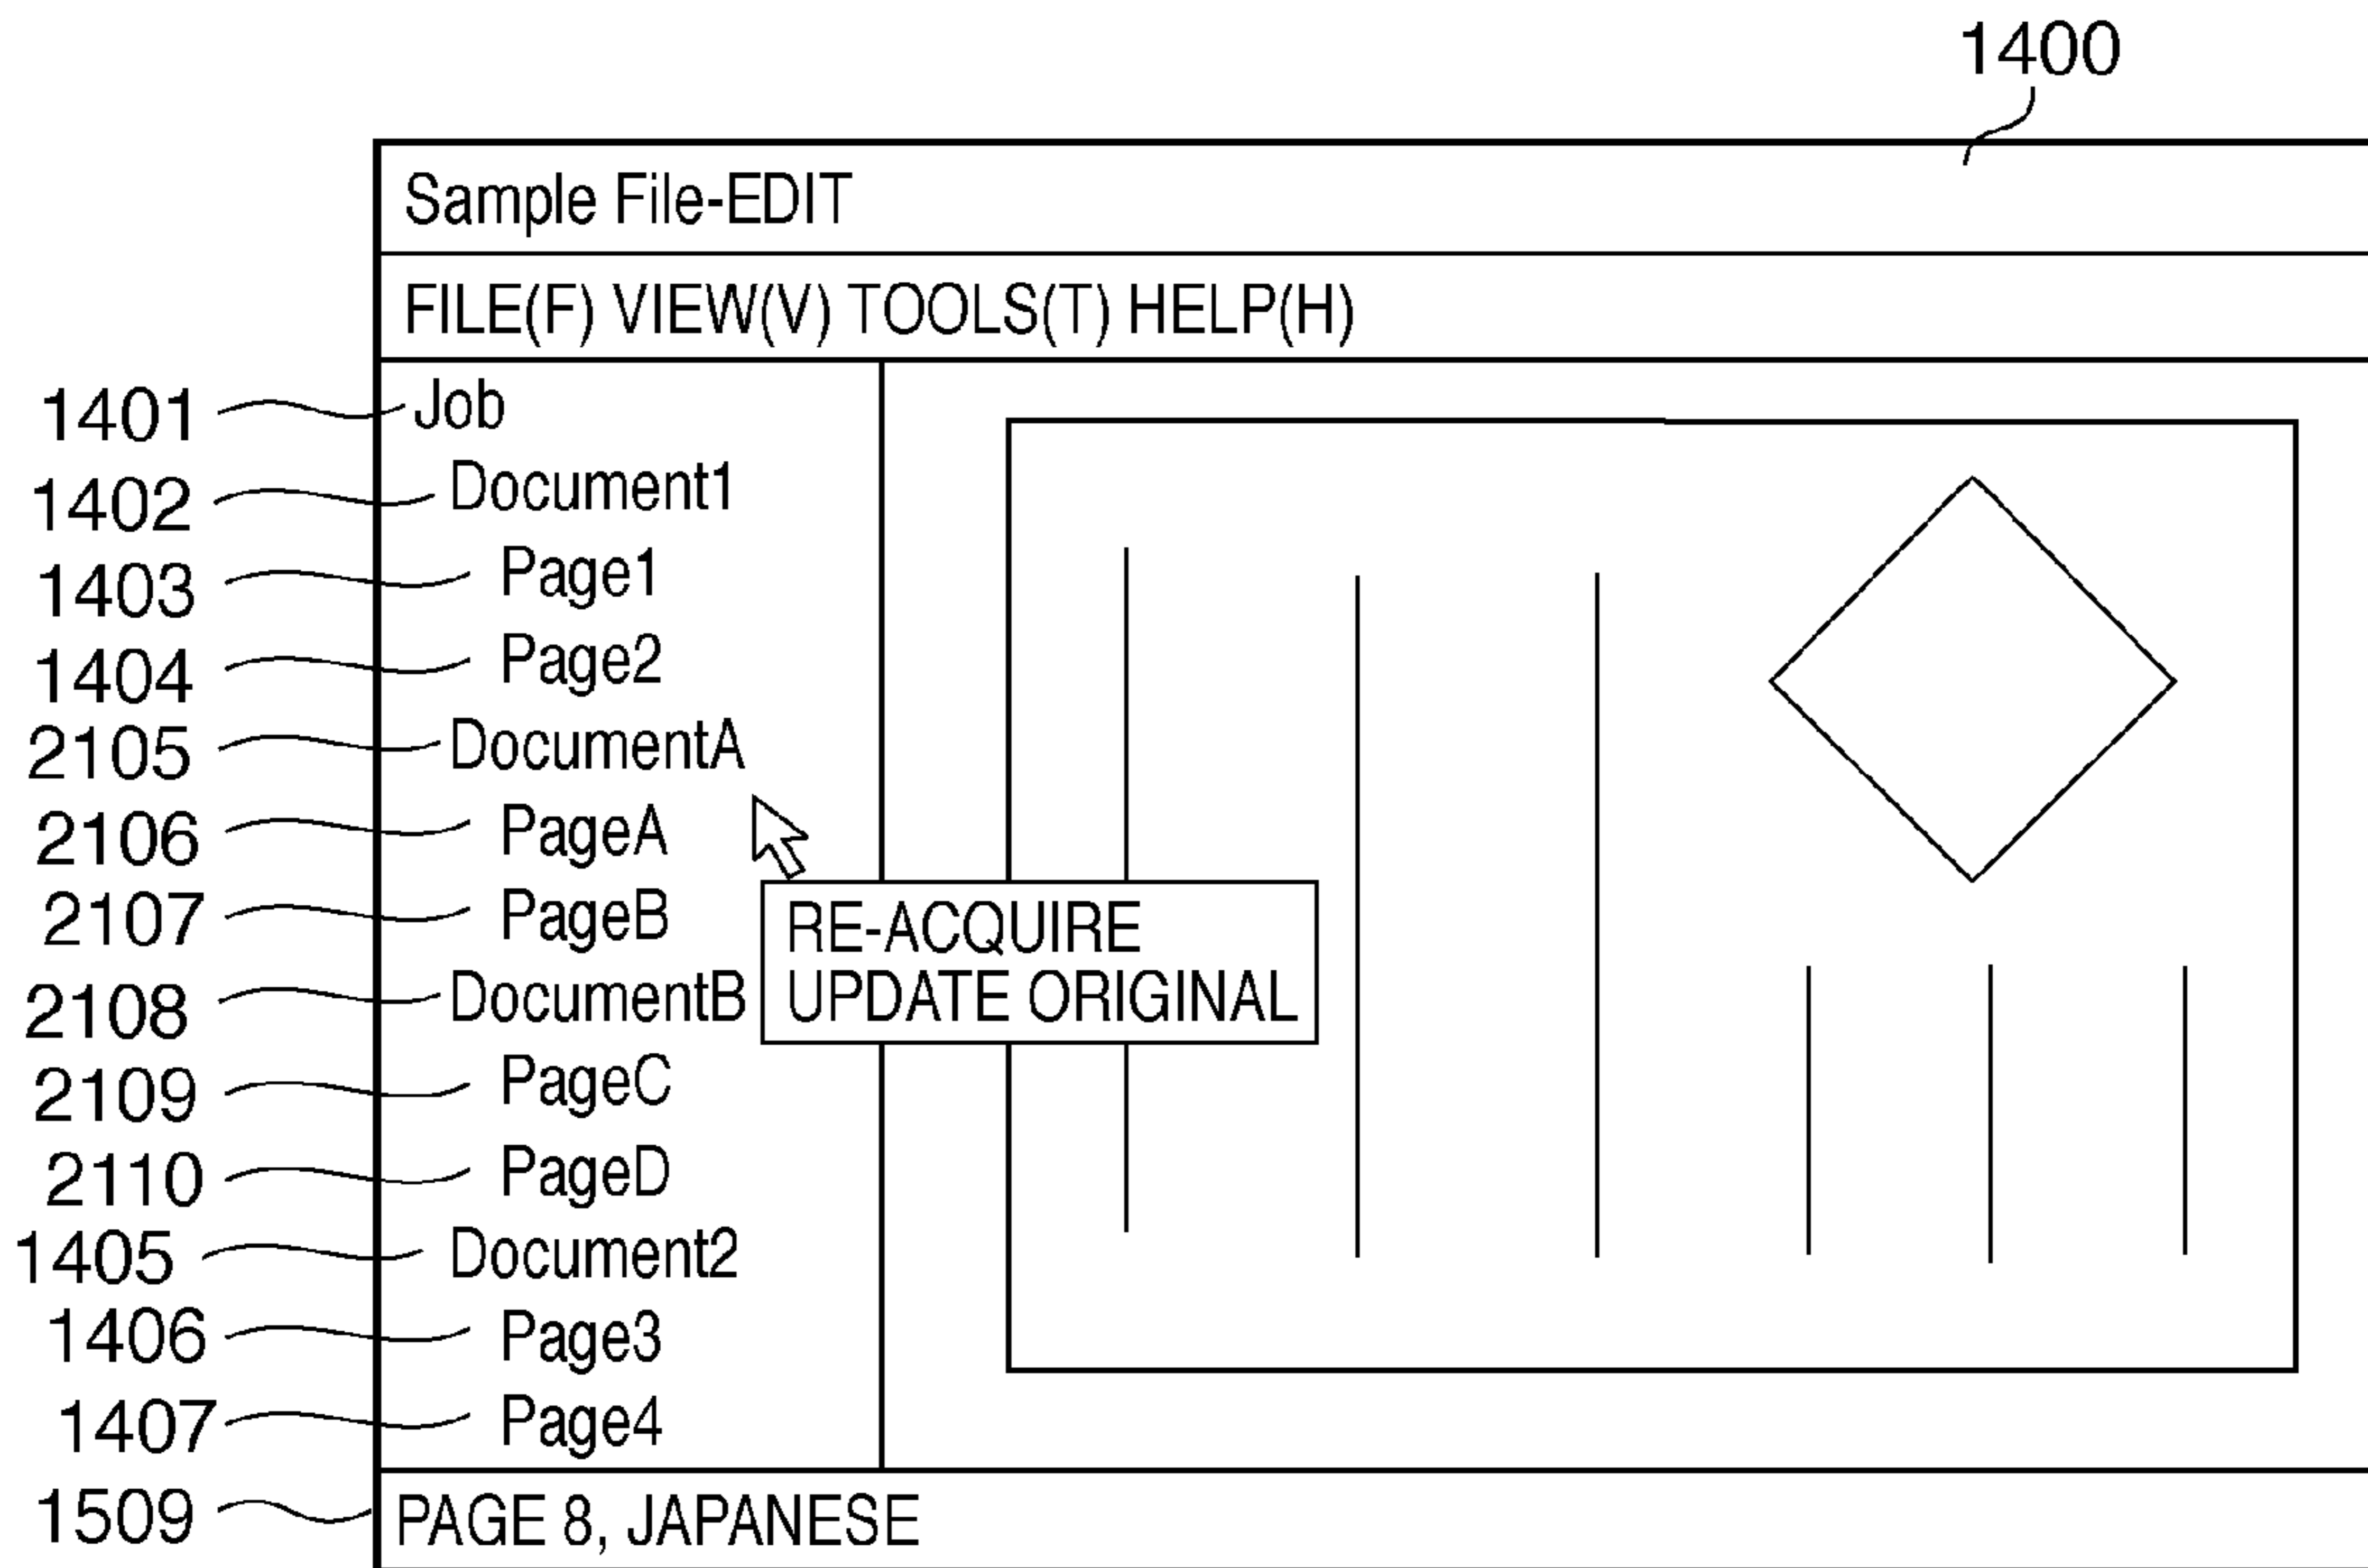 1400
Sample File-EDIT
FILE(F) VIEW(V) TOOLS(T) HELP(H)
1401 Job
1402 Document1
1403 Page1
1404 Page2
2105 DocumentA
2106 PageA
2107 PageB
RE-ACQUIRE
2108 DocumentB
UPDATE ORIGINAL
2109 PageC
2110 PageD
1405 Document2
1406 Page3
1407 Page4
1509 PAGE 8, JAPANESE